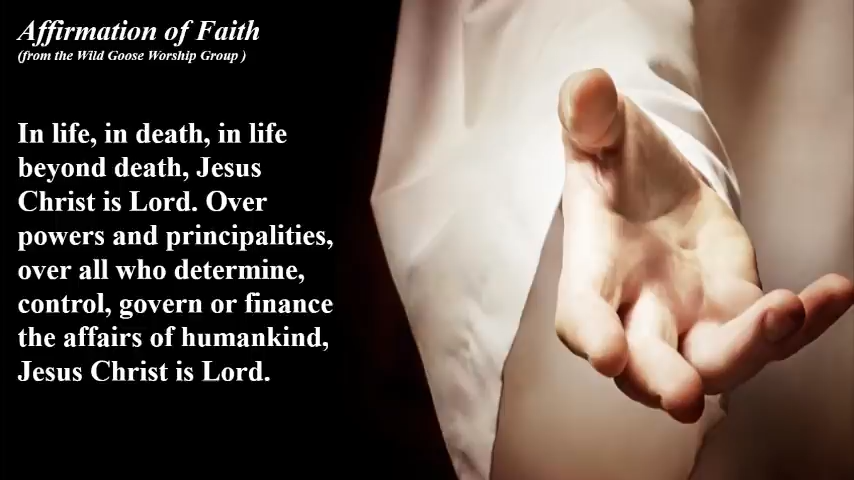 Affirmation of Faith
(from the Wild Goose Worship Group )
In life, in death, in life
beyond death, Jesus
Christ is Lord. Over
powers and principalities,
over all who determine,
control, govern or finance
the affairs of humankind,
Jesus Christ is Lord.